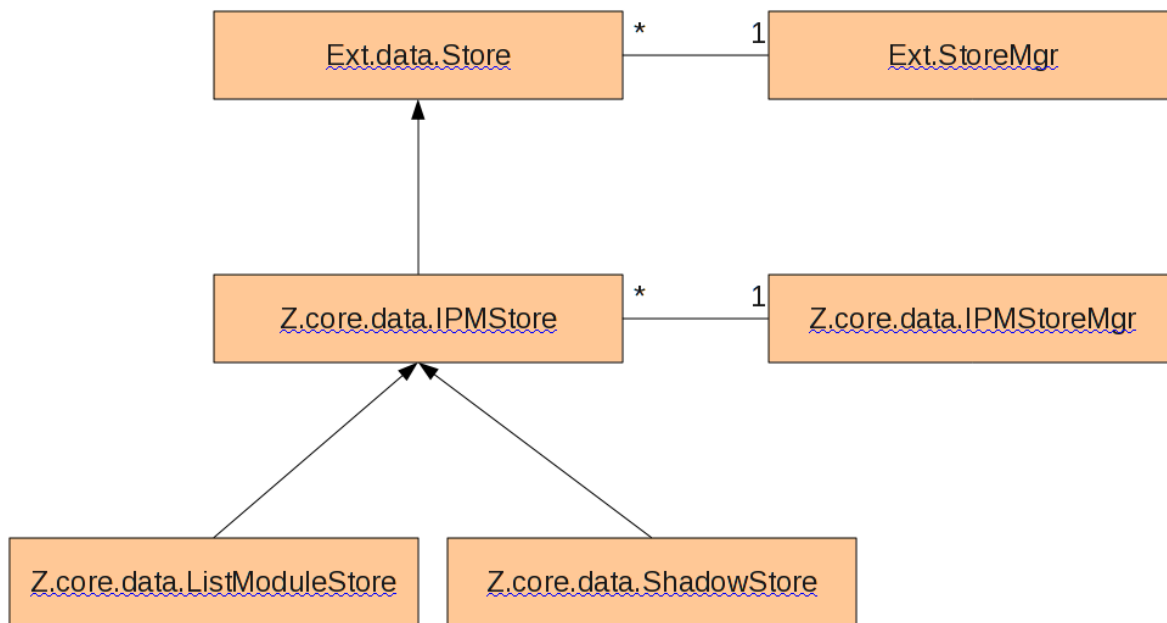 Ext.data.Store
*
1
Ext.StoreMgr
Z.core.data.IPMStore
*
1
Z.core.data.IPMStoreMgr
Z.core.data.ListModuleStore
Z.core.data.ShadowStore